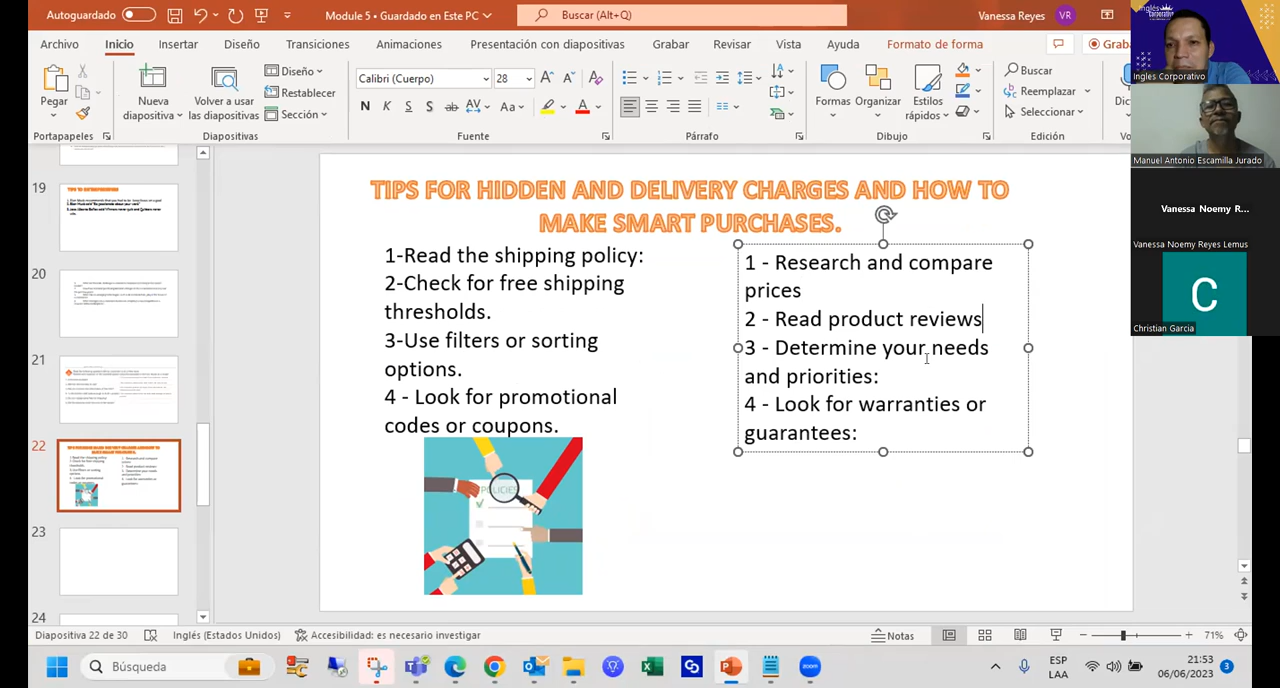 Autoguardado
Module 5 • Guardado en Este PC
Buscar (Alt+Q)
Vanessa Reyes
VR
Archivo
Inicio
Insertar
Diseño
Transiciones
Animaciones
Presentación con diapositivas
Grabar
Revisar
Vista
Ayuda
Formato de forma
Pegar
Nueva diapositiva
Volver a usar las diapositivas
Diseño
Restablecer
Sección
Calibri (Cuerpo)
28
N K S S ab AV Aa A
Formas
Organizar
Estilos rápidos
Buscar
Reemplazar
Seleccionar
Portapapeles
Diapositivas
Fuente
Párrafo
Dibujo
Edición
Ingles Corporativo
Manuel Antonio Escamilla Jurado
Vanessa Noemy R...
Vanessa Noemy Reyes Lemus
C
Christian Garcia
19
20
21
22
23
24
TIPS FOR HIDDEN AND DELIVERY CHARGES AND HOW TO
MAKE SMART PURCHASES.
1-Read the shipping policy:
2-Check for free shipping
thresholds.
3-Use filters or sorting
options.
4 - Look for promotional
codes or coupons.
POLICIES
1 - Research and compare
prices
2 - Read product reviews
3 - Determine your needs
and priorities:
4 - Look for warranties or
guarantees:
Diapositiva 22 de 30
Inglés (Estados Unidos)
Accesibilidad: es necesario investigar
Notas
71%
Búsqueda
ESP
LAA
21:53
06/06/2023
3